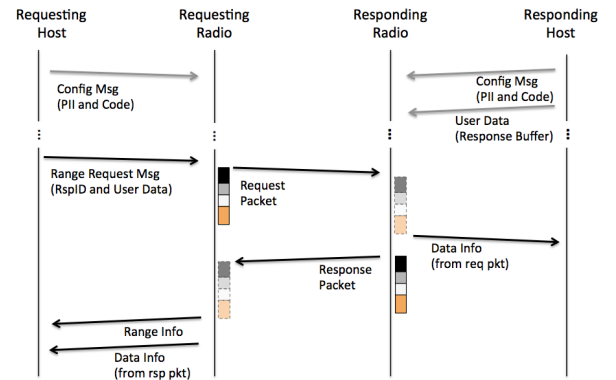 Requesting Host
Requesting Radio
Responding Radio
Responding Host
Config Msg
(PII and Code)
Config Msg
(PII and Code)
User Data
(Response Buffer)
Range Request Msg
(RspID and User Data)
Request
Packet
Data Info
(from req pkt)
Response
Packet
Range Info
Data Info
(from rsp pkt)